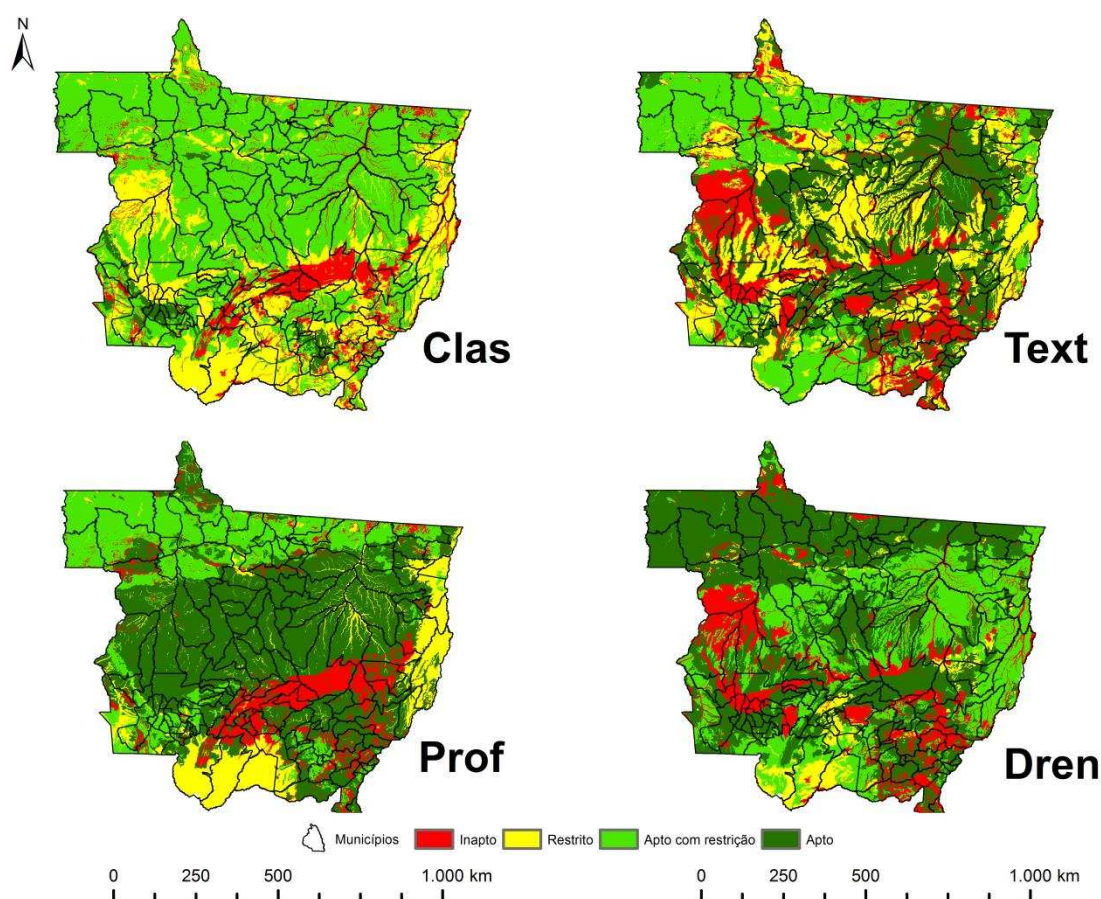 N
Clas
Text
Prof
Dren
Municípios Inapto Restrito Apto com restrição Apto
0 250 500 1.000 km
0 250 500 1.000 km